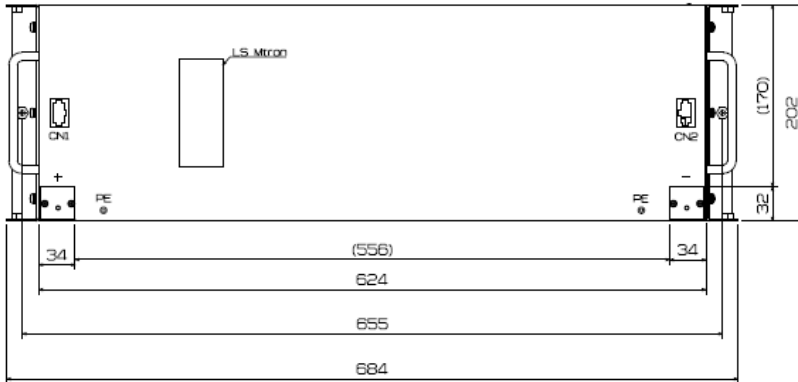 LS Mtron
CN1
CN2
(170)
202
+
PE
PE
−
32
34
(556)
34
624
655
684